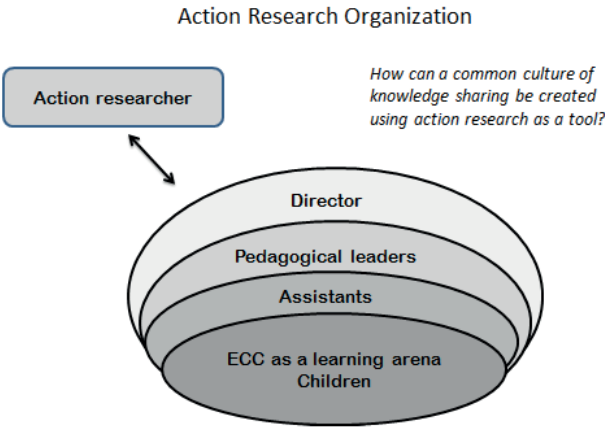 Action Research Organization
Action researcher
How can a common culture of
knowledge sharing be created
using action research as a tool?
Director
Pedagogical leaders
Assistants
ECC as a learning arena
Children